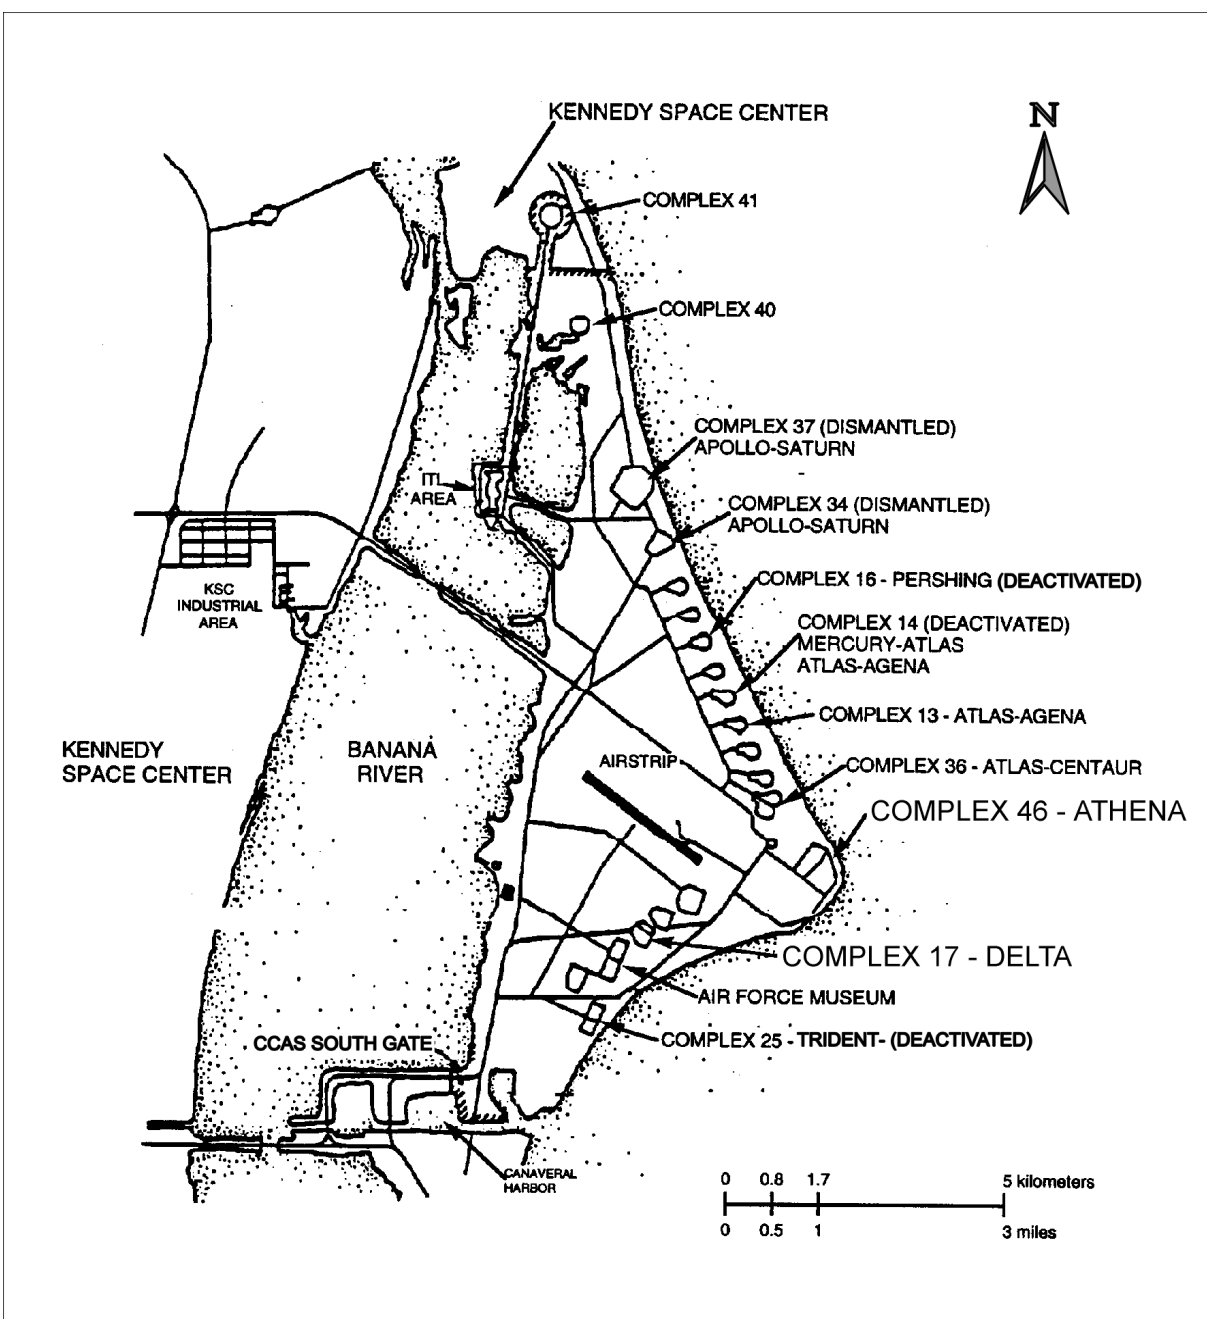 KENNEDY SPACE CENTER
N
COMPLEX 41
COMPLEX 40
COMPLEX 37 (DISMANTLED)
APOLLO-SATURN
ITL
AREA
COMPLEX 34 (DISMANTLED)
APOLLO-SATURN
COMPLEX 16 - PERSHING (DEACTIVATED)
KSC
INDUSTRIAL
AREA
COMPLEX 14 (DEACTIVATED)
MERCURY-ATLAS
ATLAS-AGENA
COMPLEX 13 - ATLAS-AGENA
KENNEDY
SPACE CENTER
BANANA
RIVER
AIRSTRIP
COMPLEX 36 - ATLAS-CENTAUR
COMPLEX 46 - ATHENA
COMPLEX 17 - DELTA
AIR FORCE MUSEUM
COMPLEX 25 - TRIDENT- (DEACTIVATED)
CCAS SOUTH GATE
CANAVERAL
HARBOR
0 0.8 1.7 5 kilometers
0 0.5 1 3 miles